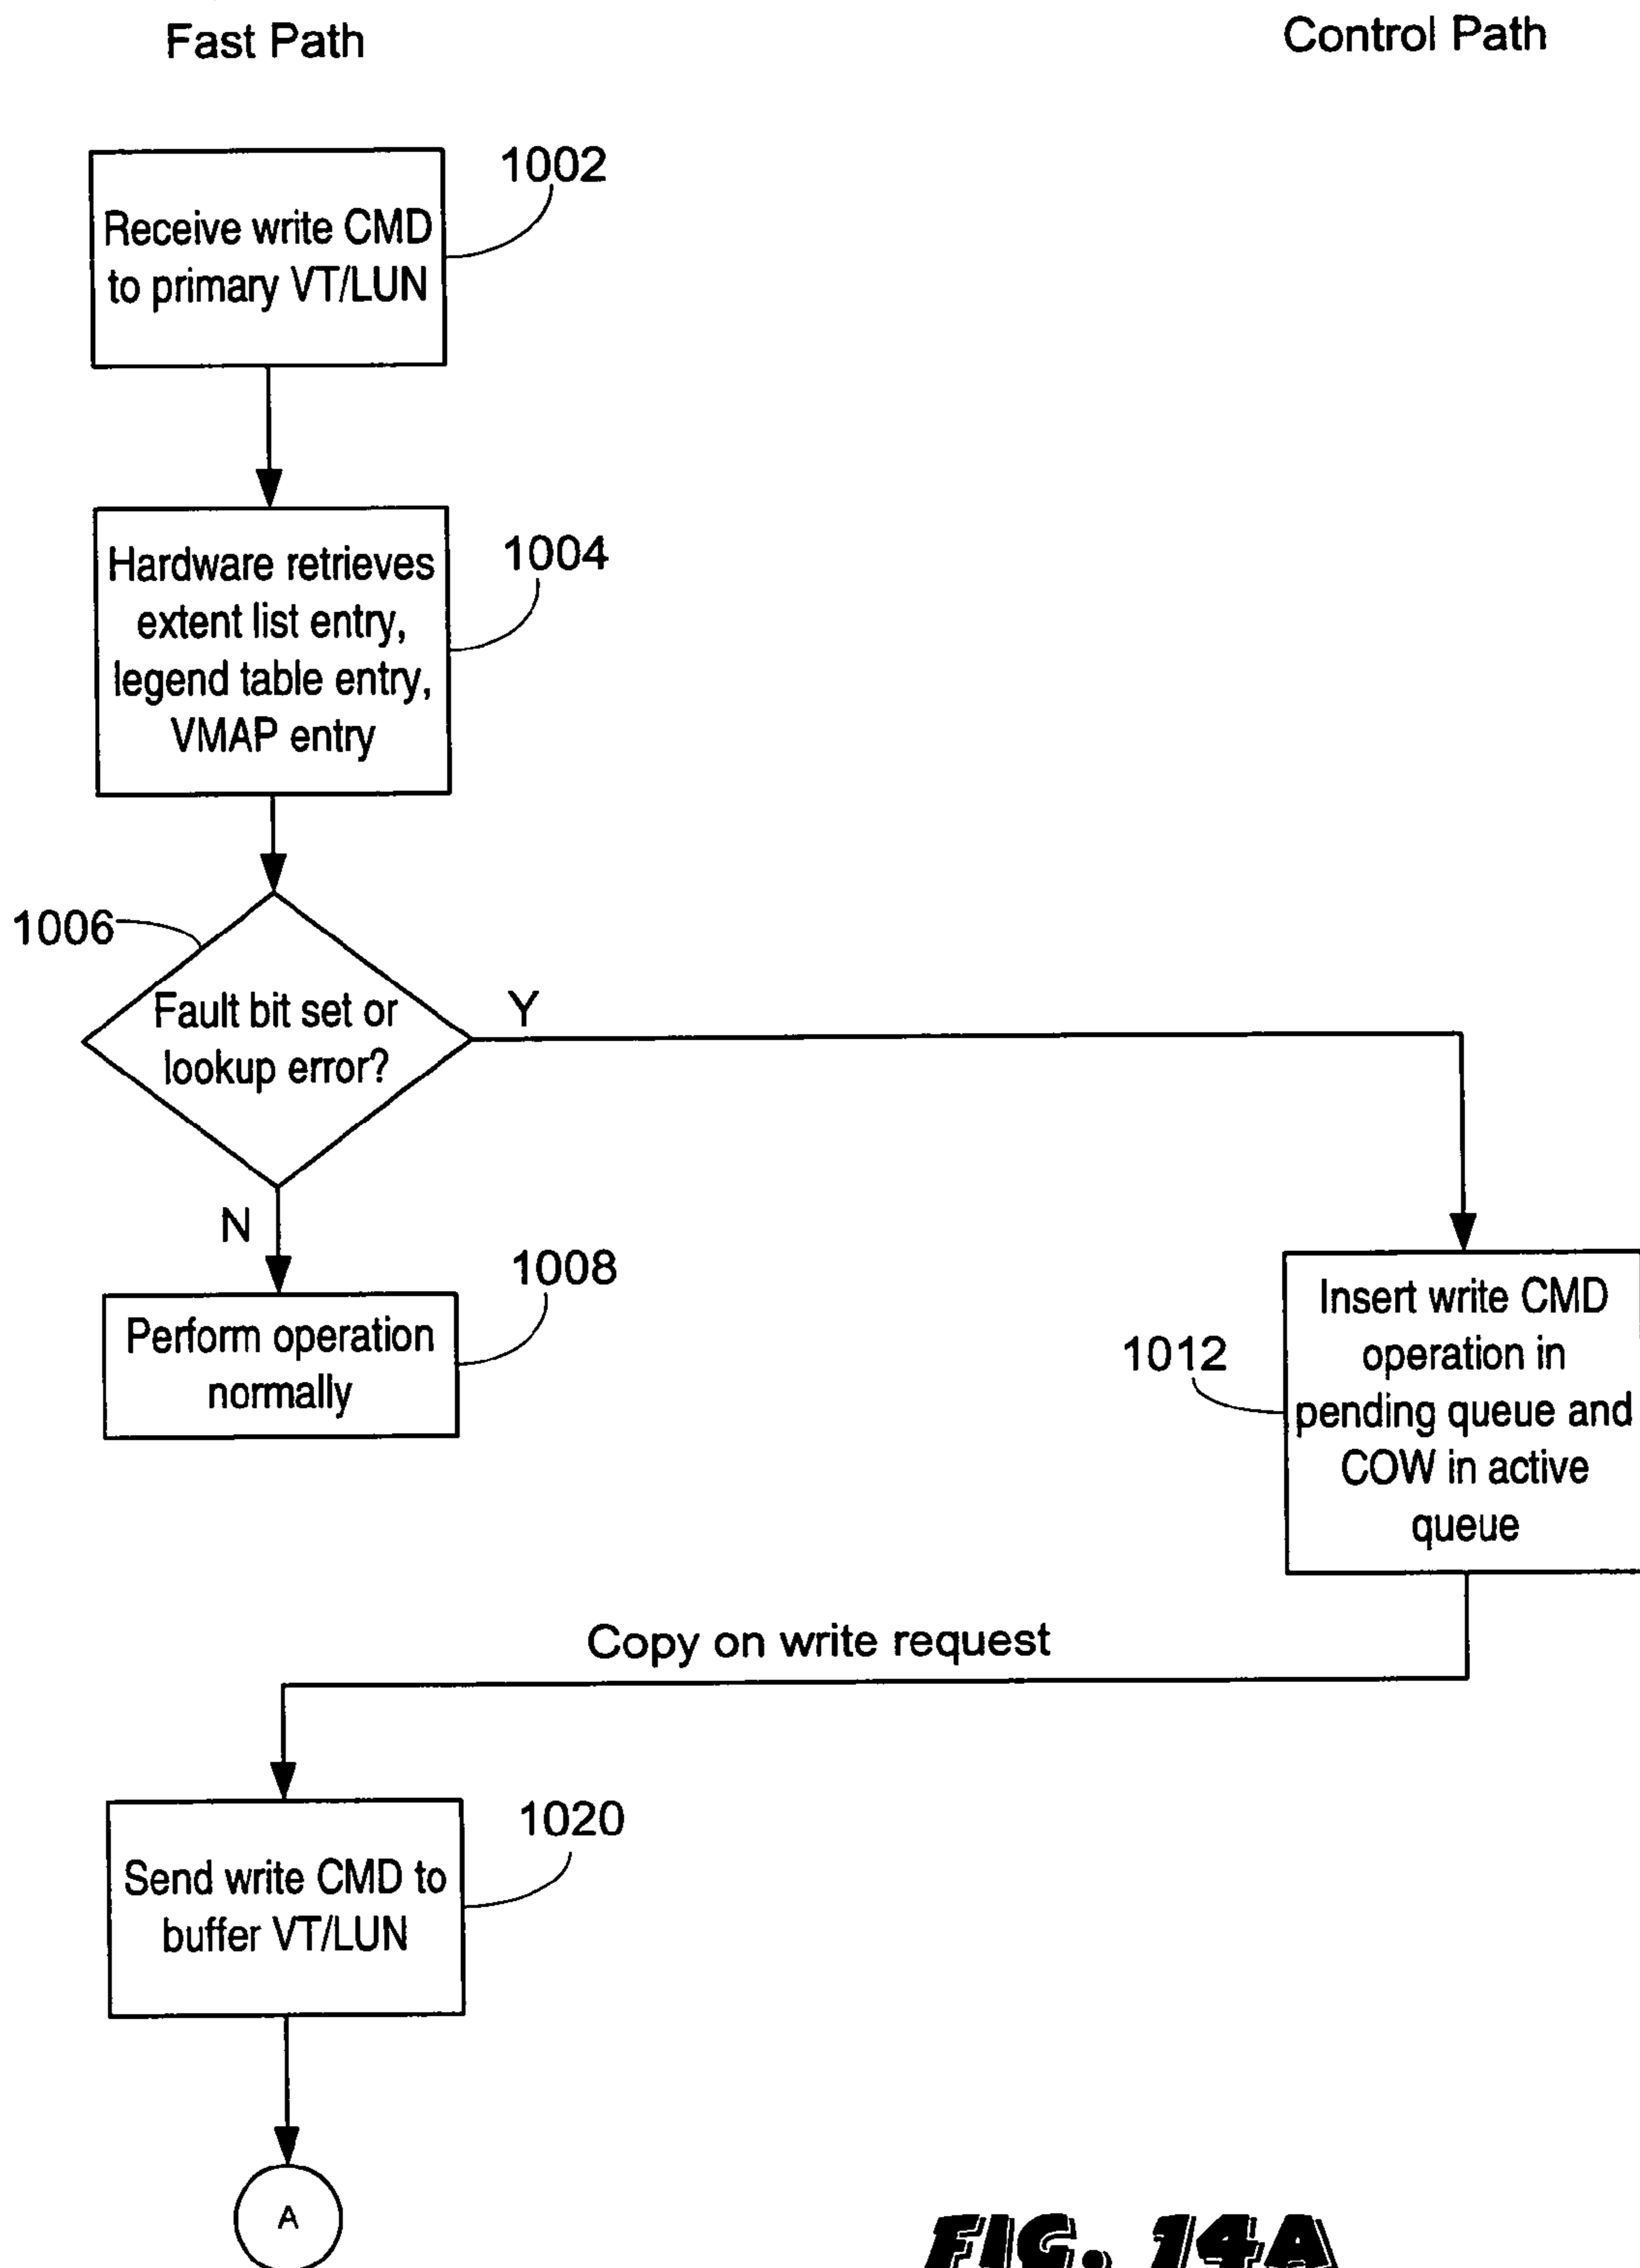 Fast Path
Control Path
1002
Receive write CMD
to primary VT/LUN
1004
Hardware retrieves
extent list entry,
legend table entry,
VMAP entry
1006
Fault bit set or
lookup error?
Y
N
1008
Perform operation
normally
1012
Insert write CMD
operation in
pending queue and
COW in active
queue
Copy on write request
1020
Send write CMD to
buffer VT/LUN
A
FIG. 14A